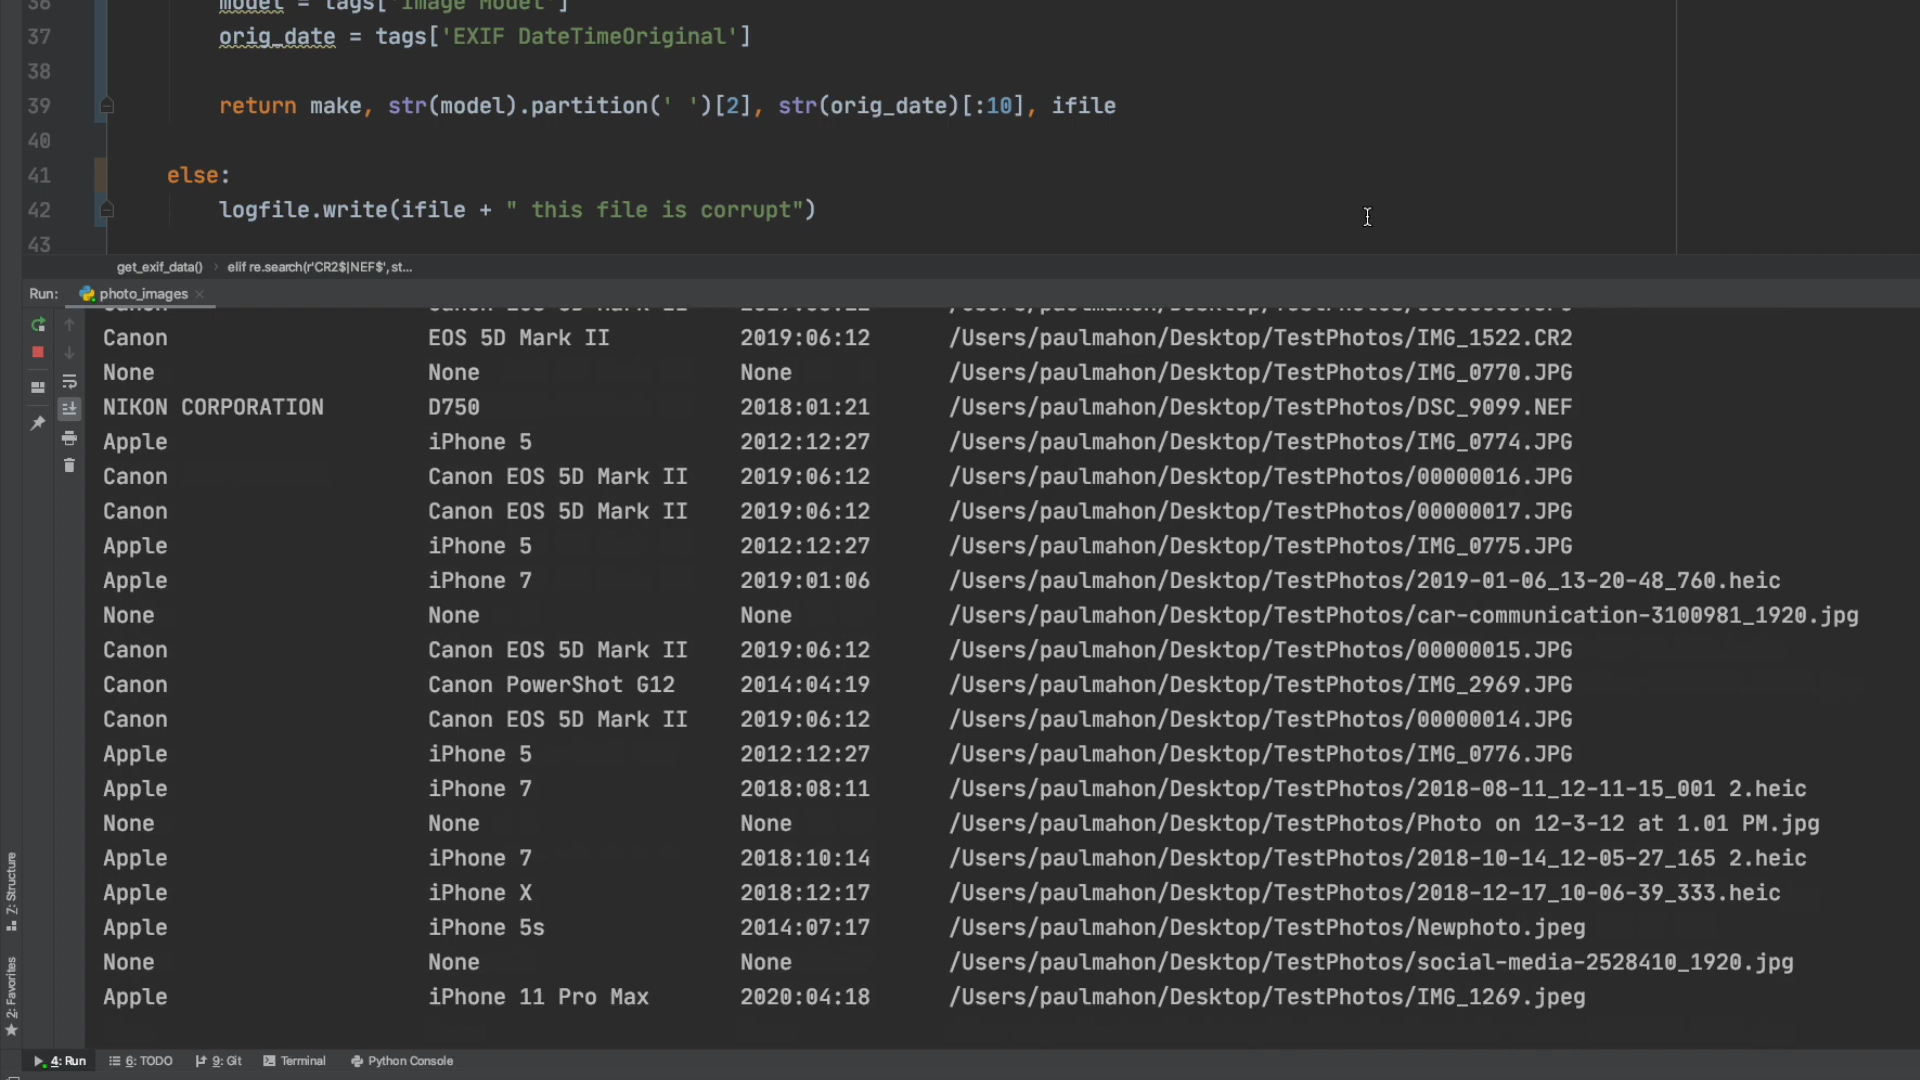 36 model = tags['Image Model']
37 orig_date = tags['EXIF DateTimeOriginal']
38
39 return make, str(model).partition(' ')[2], str(orig_date)[:10], ifile
40
41 else:
42 logfile.write(ifile + " this file is corrupt")
43
get_exif_data() › elif re.search(r'CR2$|NEF$', st...
Run: photo_images ×
Canon EOS 5D Mark II 2019:06:12 /Users/paulmahon/Desktop/TestPhotos/IMG_1522.CR2
None None None /Users/paulmahon/Desktop/TestPhotos/IMG_0770.JPG
NIKON CORPORATION D750 2018:01:21 /Users/paulmahon/Desktop/TestPhotos/DSC_9099.NEF
Apple iPhone 5 2012:12:27 /Users/paulmahon/Desktop/TestPhotos/IMG_0774.JPG
Canon Canon EOS 5D Mark II 2019:06:12 /Users/paulmahon/Desktop/TestPhotos/00000016.JPG
Canon Canon EOS 5D Mark II 2019:06:12 /Users/paulmahon/Desktop/TestPhotos/00000017.JPG
Apple iPhone 5 2012:12:27 /Users/paulmahon/Desktop/TestPhotos/IMG_0775.JPG
Apple iPhone 7 2019:01:06 /Users/paulmahon/Desktop/TestPhotos/2019-01-06_13-20-48_760.heic
None None None /Users/paulmahon/Desktop/TestPhotos/car-communication-3100981_1920.jpg
Canon Canon EOS 5D Mark II 2019:06:12 /Users/paulmahon/Desktop/TestPhotos/00000015.JPG
Canon Canon PowerShot G12 2014:04:19 /Users/paulmahon/Desktop/TestPhotos/IMG_2969.JPG
Canon Canon EOS 5D Mark II 2019:06:12 /Users/paulmahon/Desktop/TestPhotos/00000014.JPG
Apple iPhone 5 2012:12:27 /Users/paulmahon/Desktop/TestPhotos/IMG_0776.JPG
Apple iPhone 7 2018:08:11 /Users/paulmahon/Desktop/TestPhotos/2018-08-11_12-11-15_001 2.heic
None None None /Users/paulmahon/Desktop/TestPhotos/Photo on 12-3-12 at 1.01 PM.jpg
Apple iPhone 7 2018:10:14 /Users/paulmahon/Desktop/TestPhotos/2018-10-14_12-05-27_165 2.heic
Apple iPhone X 2018:12:17 /Users/paulmahon/Desktop/TestPhotos/2018-12-17_10-06-39_333.heic
Apple iPhone 5s 2014:07:17 /Users/paulmahon/Desktop/TestPhotos/Newphoto.jpeg
None None None /Users/paulmahon/Desktop/TestPhotos/social-media-2528410_1920.jpg
Apple iPhone 11 Pro Max 2020:04:18 /Users/paulmahon/Desktop/TestPhotos/IMG_1269.jpeg
Z: Structure
2: Favorites
4: Run 6: TODO 9: Git Terminal Python Console